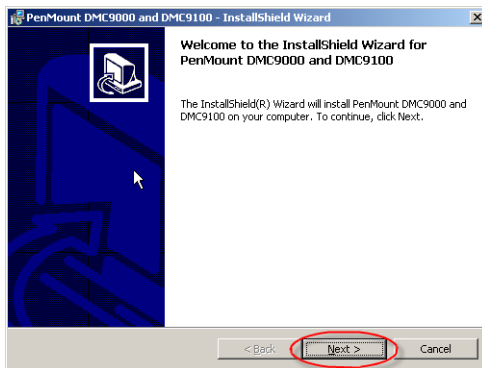 PenMount DMC9000 and DMC9100 - InstallShield Wizard
Welcome to the InstallShield Wizard for
PenMount DMC9000 and DMC9100
The InstallShield(R) Wizard will install PenMount DMC9000 and
DMC9100 on your computer. To continue, click Next.
< Back Next > Cancel